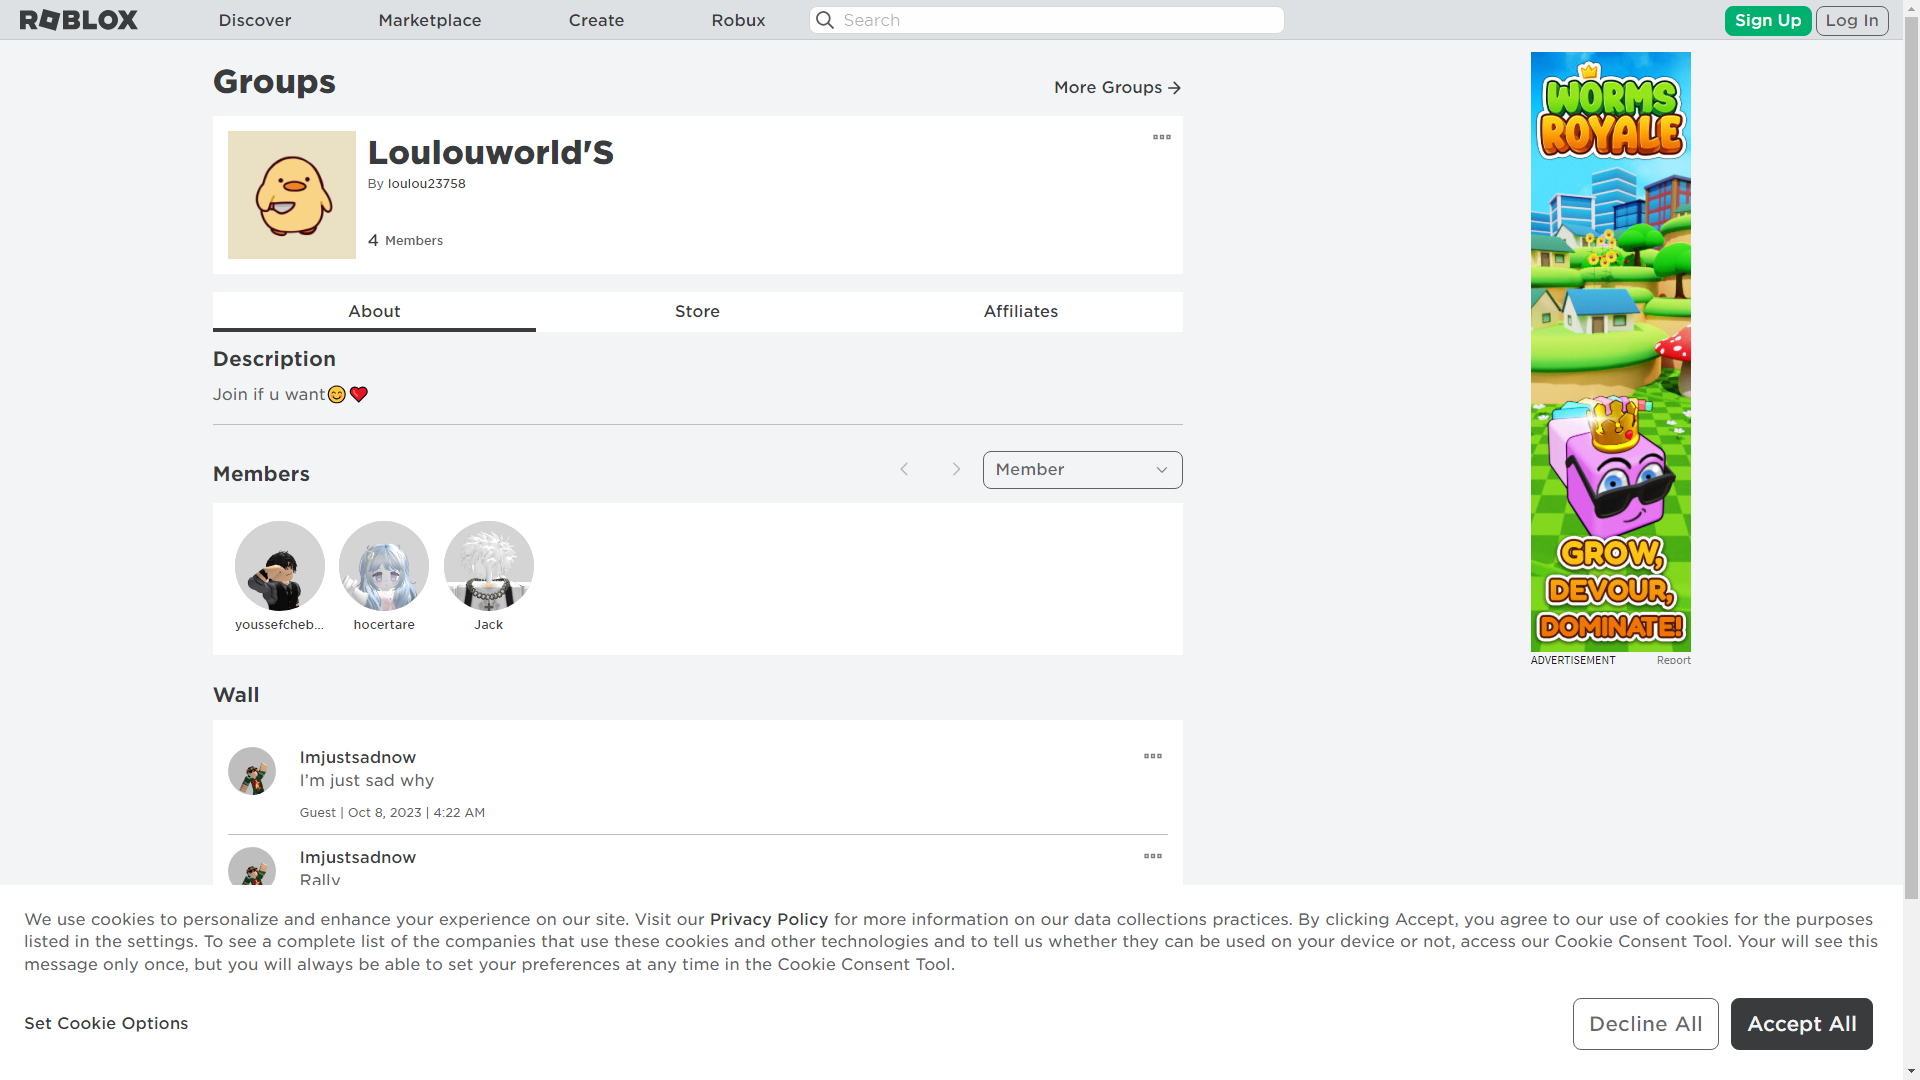 ROBLOX
Discover
Marketplace
Create
Robux
Search
Sign Up
Log In
Groups
More Groups
Loulouworld'S
By loulou23758
4 Members
About
Store
Affiliates
Description
Join if u want😊❤️
Members
Member
youssefcheb...
hocertare
Jack
Wall
Imjustsadnow
I’m just sad why
Guest | Oct 8, 2023 | 4:22 AM
Imjustsadnow
Rally
WORMS
ROYALE
GROW,
DEVOUR,
DOMINATE!
ADVERTISEMENT
Report
We use cookies to personalize and enhance your experience on our site. Visit our Privacy Policy for more information on our data collections practices. By clicking Accept, you agree to our use of cookies for the purposes
listed in the settings. To see a complete list of the companies that use these cookies and other technologies and to tell us whether they can be used on your device or not, access our Cookie Consent Tool. Your will see this
message only once, but you will always be able to set your preferences at any time in the Cookie Consent Tool.
Set Cookie Options
Decline All
Accept All